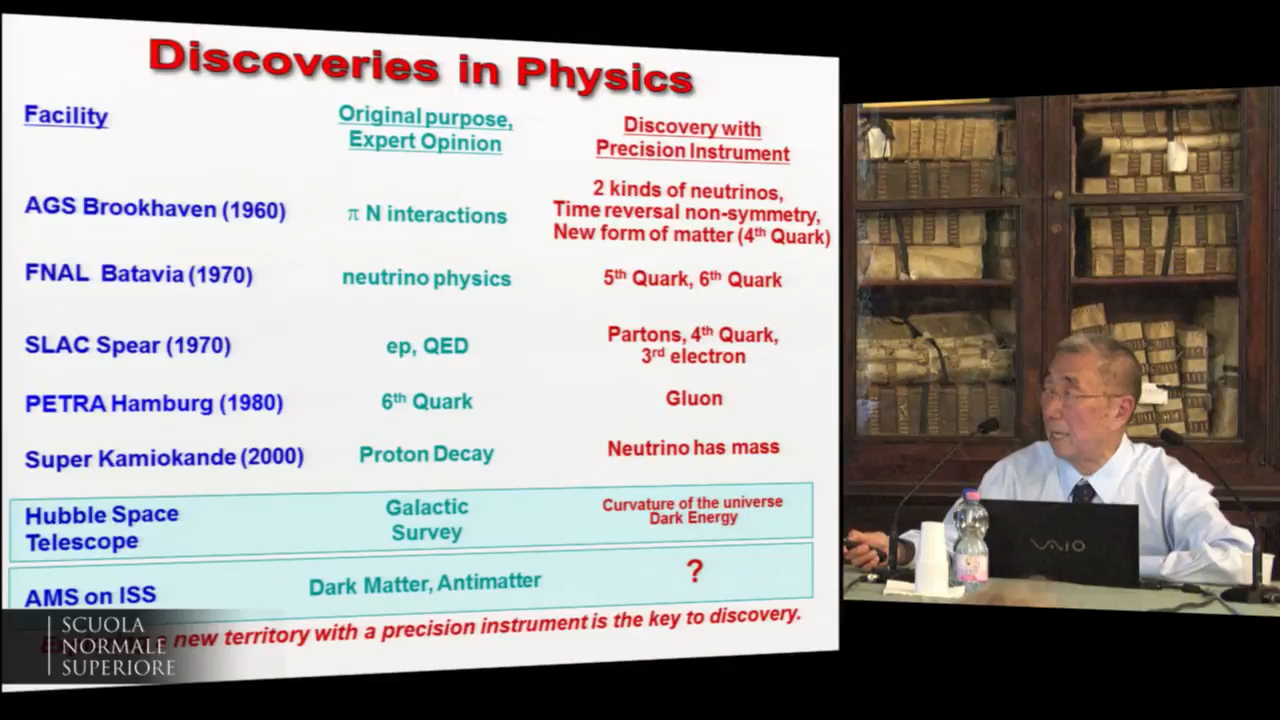 Discoveries in Physics
Facility
Original purpose,
Expert Opinion
Discovery with
Precision Instrument
AGS Brookhaven (1960)
π N interactions
2 kinds of neutrinos,
Time reversal non-symmetry,
New form of matter (4th Quark)
FNAL Batavia (1970)
neutrino physics
5th Quark, 6th Quark
SLAC Spear (1970)
ep, QED
Partons, 4th Quark,
3rd electron
PETRA Hamburg (1980)
6th Quark
Gluon
Super Kamiokande (2000)
Proton Decay
Neutrino has mass
Hubble Space
Telescope
Galactic
Survey
Curvature of the universe
Dark Energy
AMS on ISS
Dark Matter, Antimatter
?
a new territory with a precision instrument is the key to discovery.
SCUOLA
NORMALE
SUPERIORE
VAIO